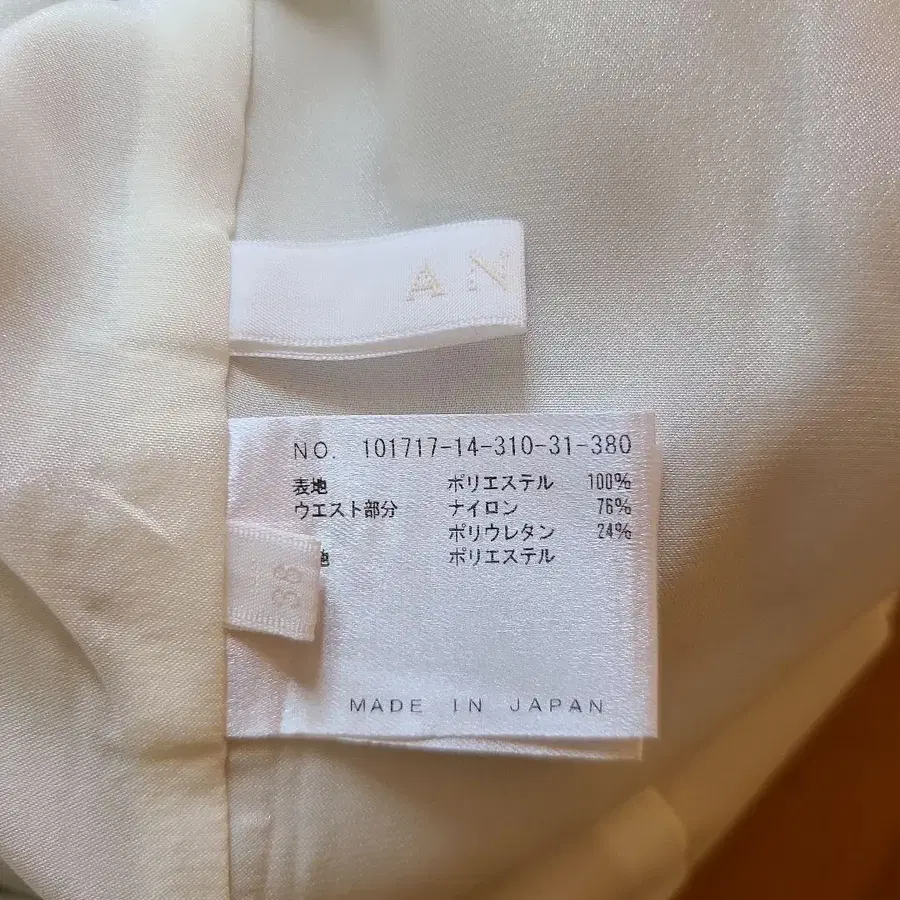 AN
NO. 101717-14-310-31-380
表地 ポリエステル 100%
ウエスト部分 ナイロン 76%
ポリウレタン 24%
地 ポリエステル
38
MADE IN JAPAN